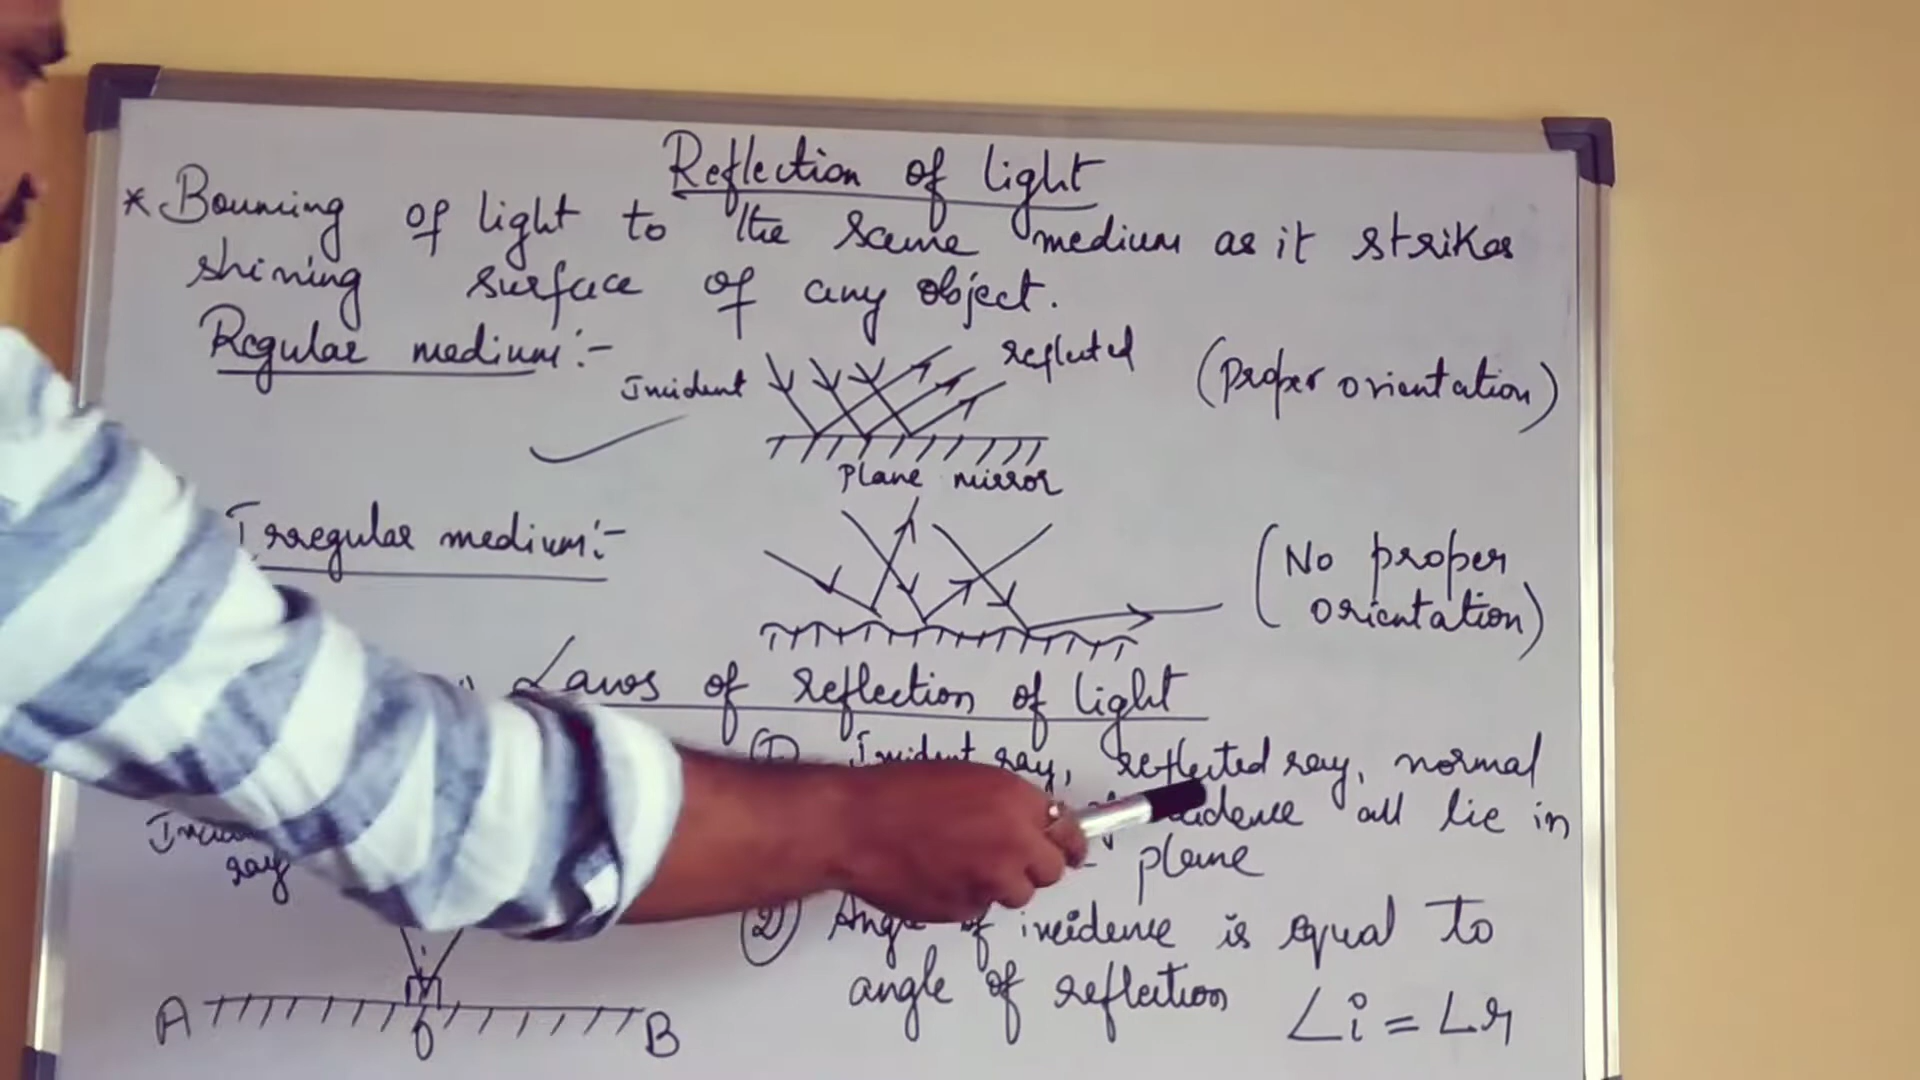 Reflection of light
* Bouncing of light to the same medium as it strikes
shining surface of any object.
Regular medium:-
Incident
reflected
(proper orientation)
Plane mirror
Irregular medium:-
(No proper
orientation)
Laws of reflection of light
① Incident ray, reflected ray, normal
all lie in
plane
ray
② Angle of incidence is equal to
angle of reflection
∠i = ∠r
i
A
O
B